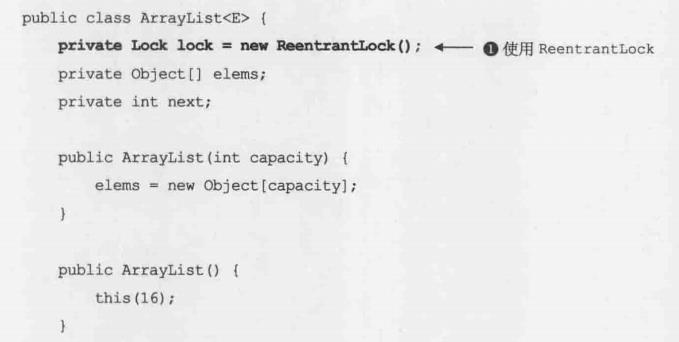 public class ArrayList<E> {
    private Lock lock = new ReentrantLock(); ❶ 使用 ReentrantLock
    private Object[] elems;
    private int next;

    public ArrayList(int capacity) {
        elems = new Object[capacity];
    }

    public ArrayList() {
        this(16);
    }